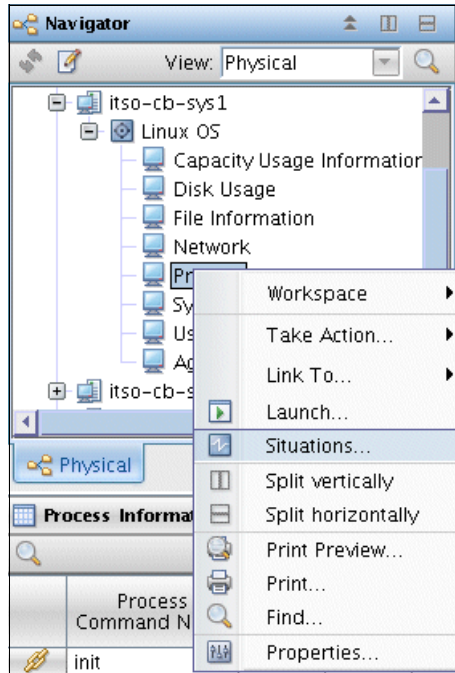 Navigator
View: Physical
itso-cb-sys1
Linux OS
Capacity Usage Information
Disk Usage
File Information
Network
Pr
Sy
Us
Ag
itso-cb-s
Workspace
Take Action...
Link To...
Launch...
Situations...
Split vertically
Split horizontally
Print Preview...
Print...
Find...
Properties...
Physical
Process Informa
Process
Command N
init